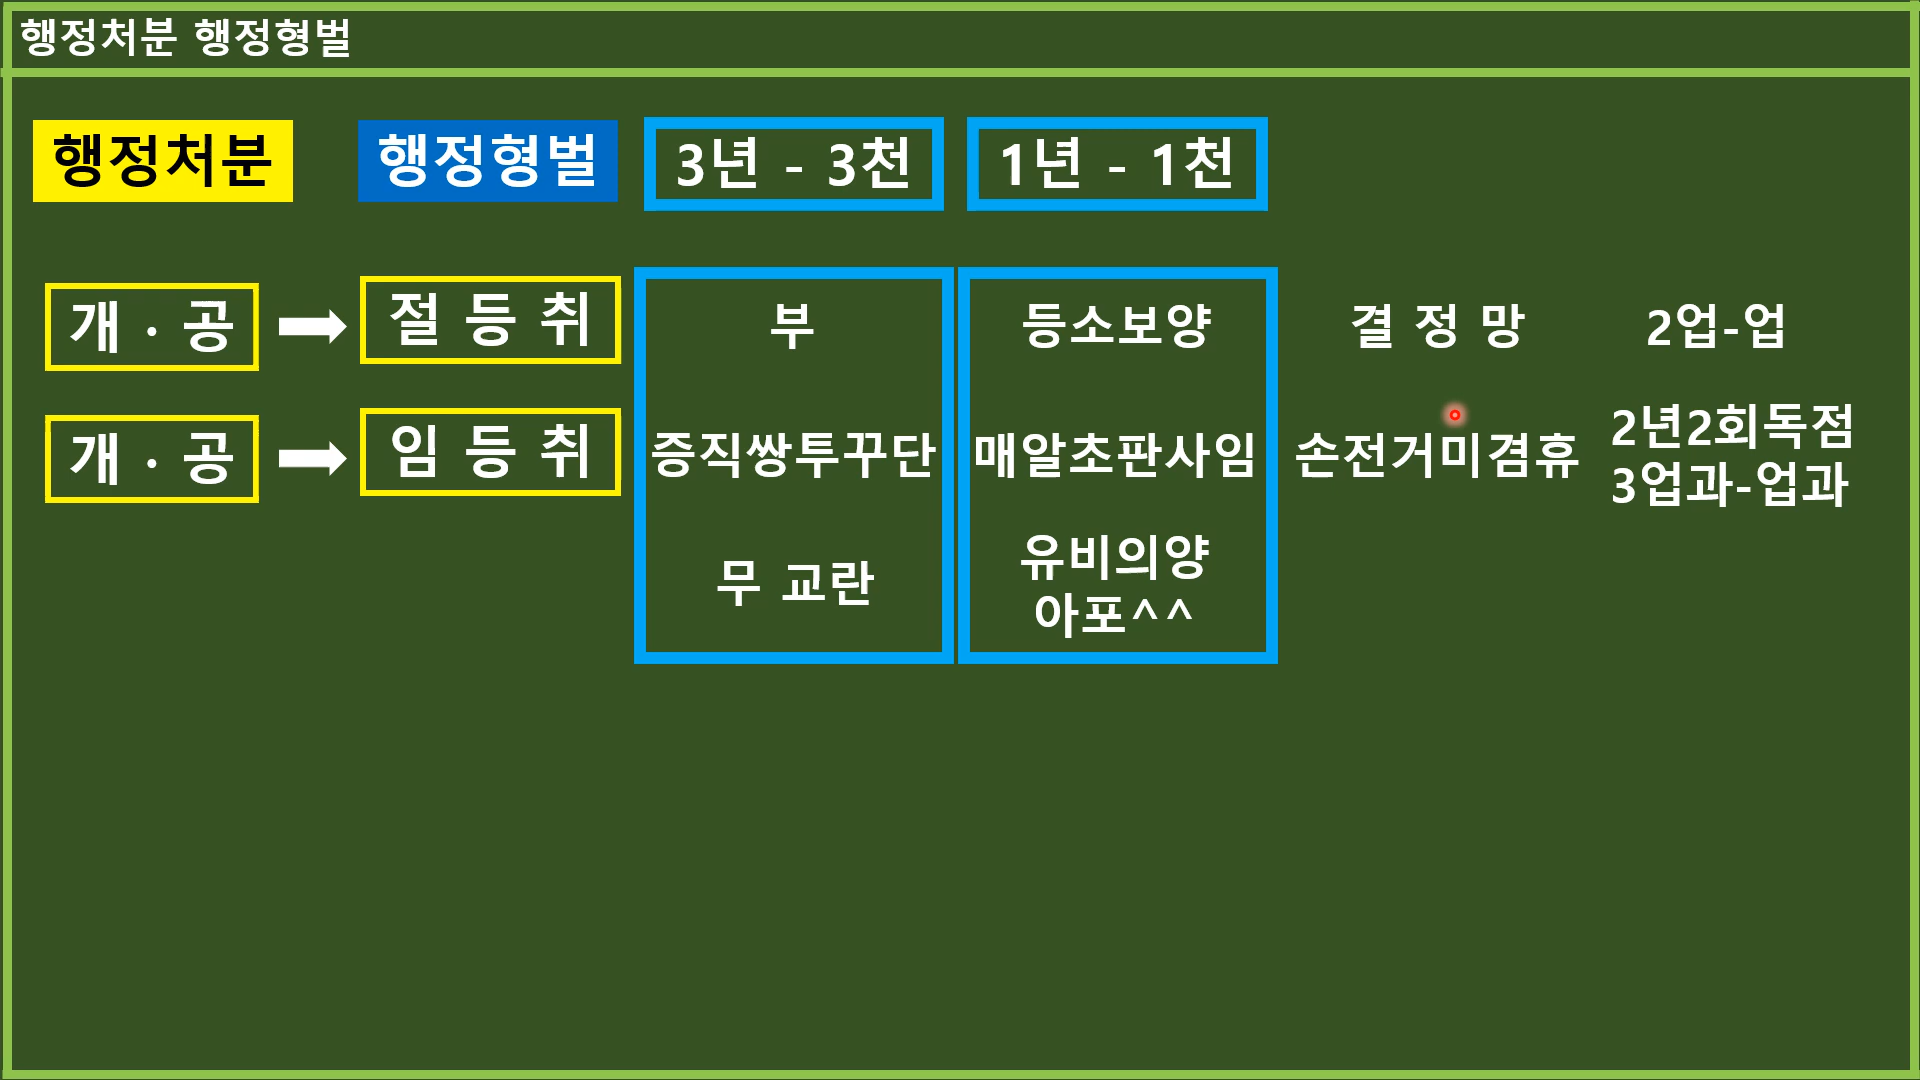 행정처분 행정형벌
행정처분 행정형벌 3년 - 3천 1년 - 1천
개 · 공 절 등 취 부 등소보양 결 정 망 2업-업
개 · 공 임 등 취 증직쌍투꾸단 매알초판사임 손전거미겸휴 2년2회독점
3업과-업과
무 교란 유비의양
아포^^